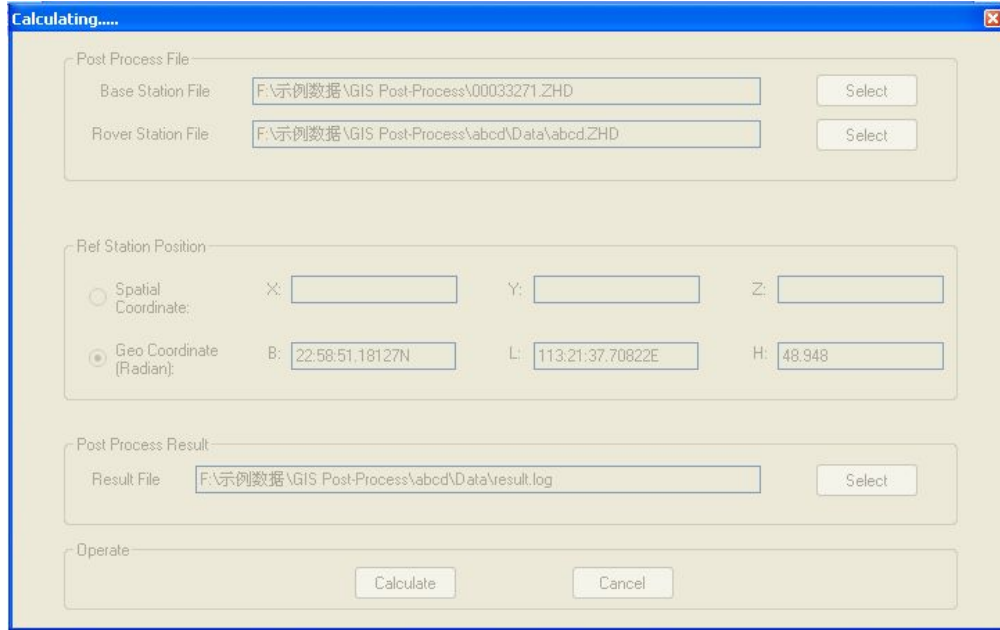 Calculating.....
Post Process File
Base Station File F:\示例数据\GIS Post-Process\00033271.ZHD Select
Rover Station File F:\示例数据\GIS Post-Process\abcd\Data\abcd.ZHD Select
Ref Station Position
Spatial Coordinate: X: Y: Z:
Geo Coordinate (Radian): B: 22:58:51.18127N L: 113:21:37.70822E H: 48.948
Post Process Result
Result File F:\示例数据\GIS Post-Process\abcd\Data\result.log Select
Operate
Calculate Cancel